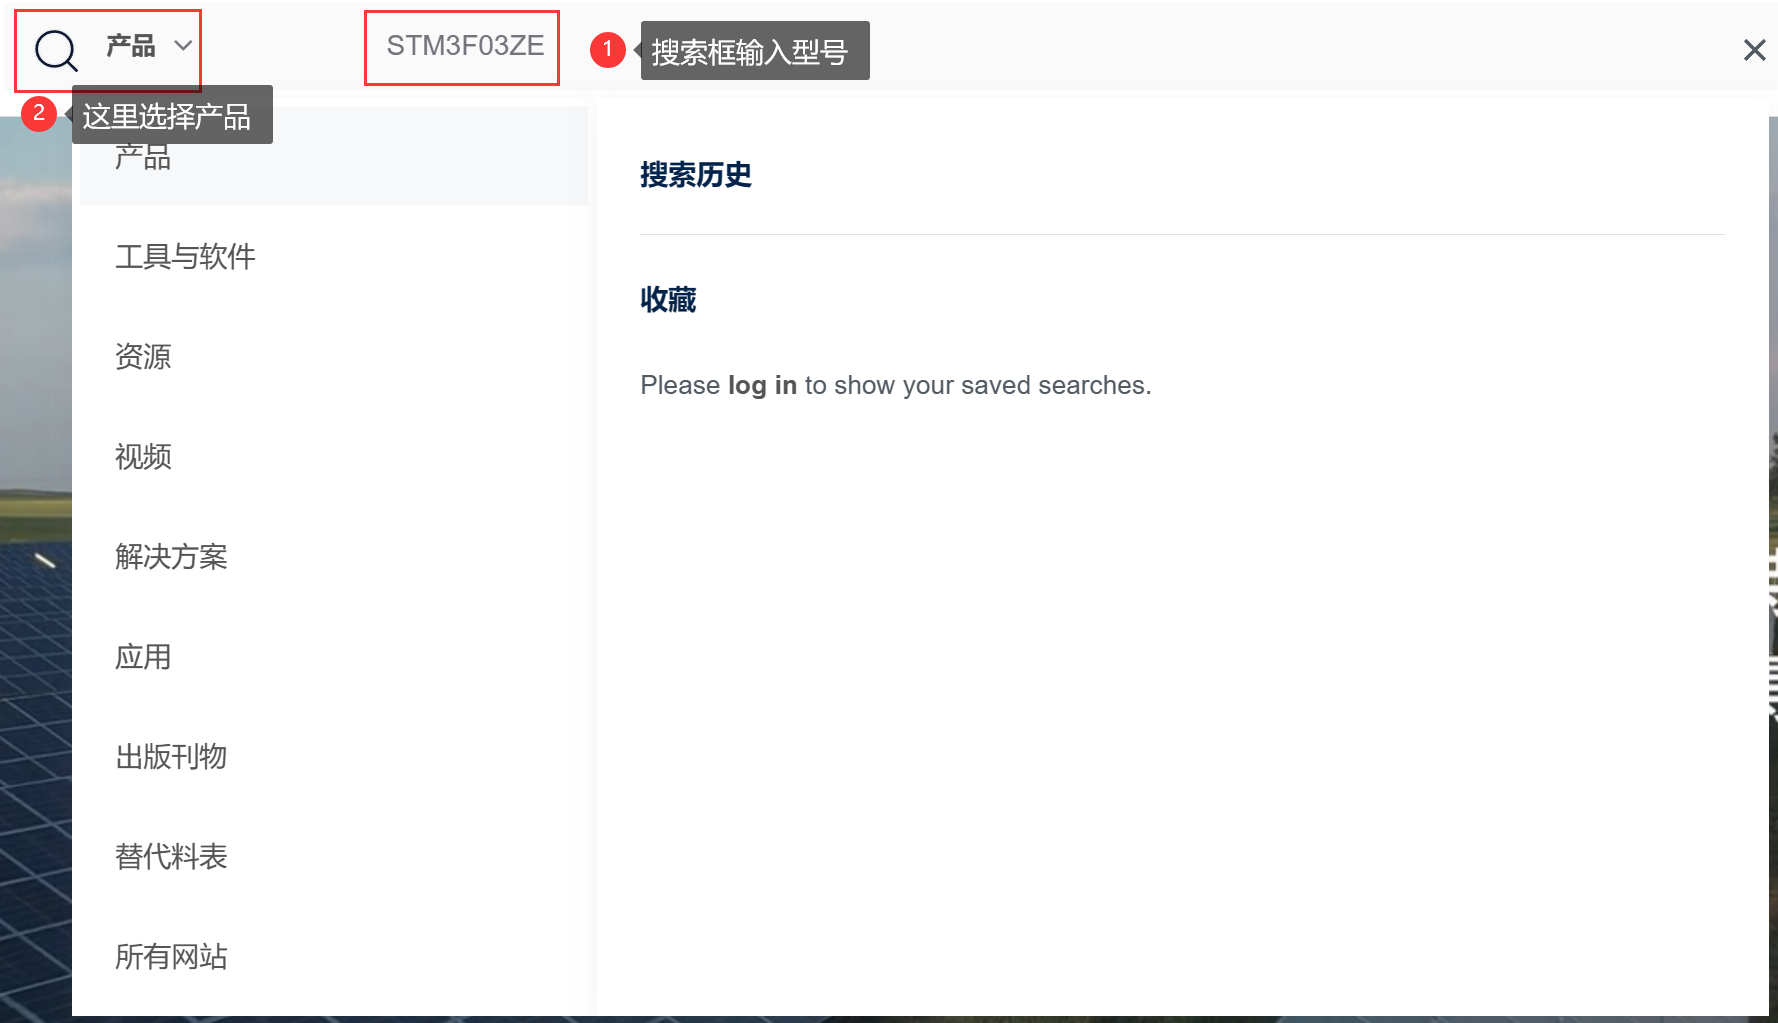 产品
STM3F03ZE
1
搜索框输入型号
2
这里选择产品
产品
工具与软件
资源
视频
解决方案
应用
出版刊物
替代料表
所有网站
搜索历史
收藏
Please log in to show your saved searches.